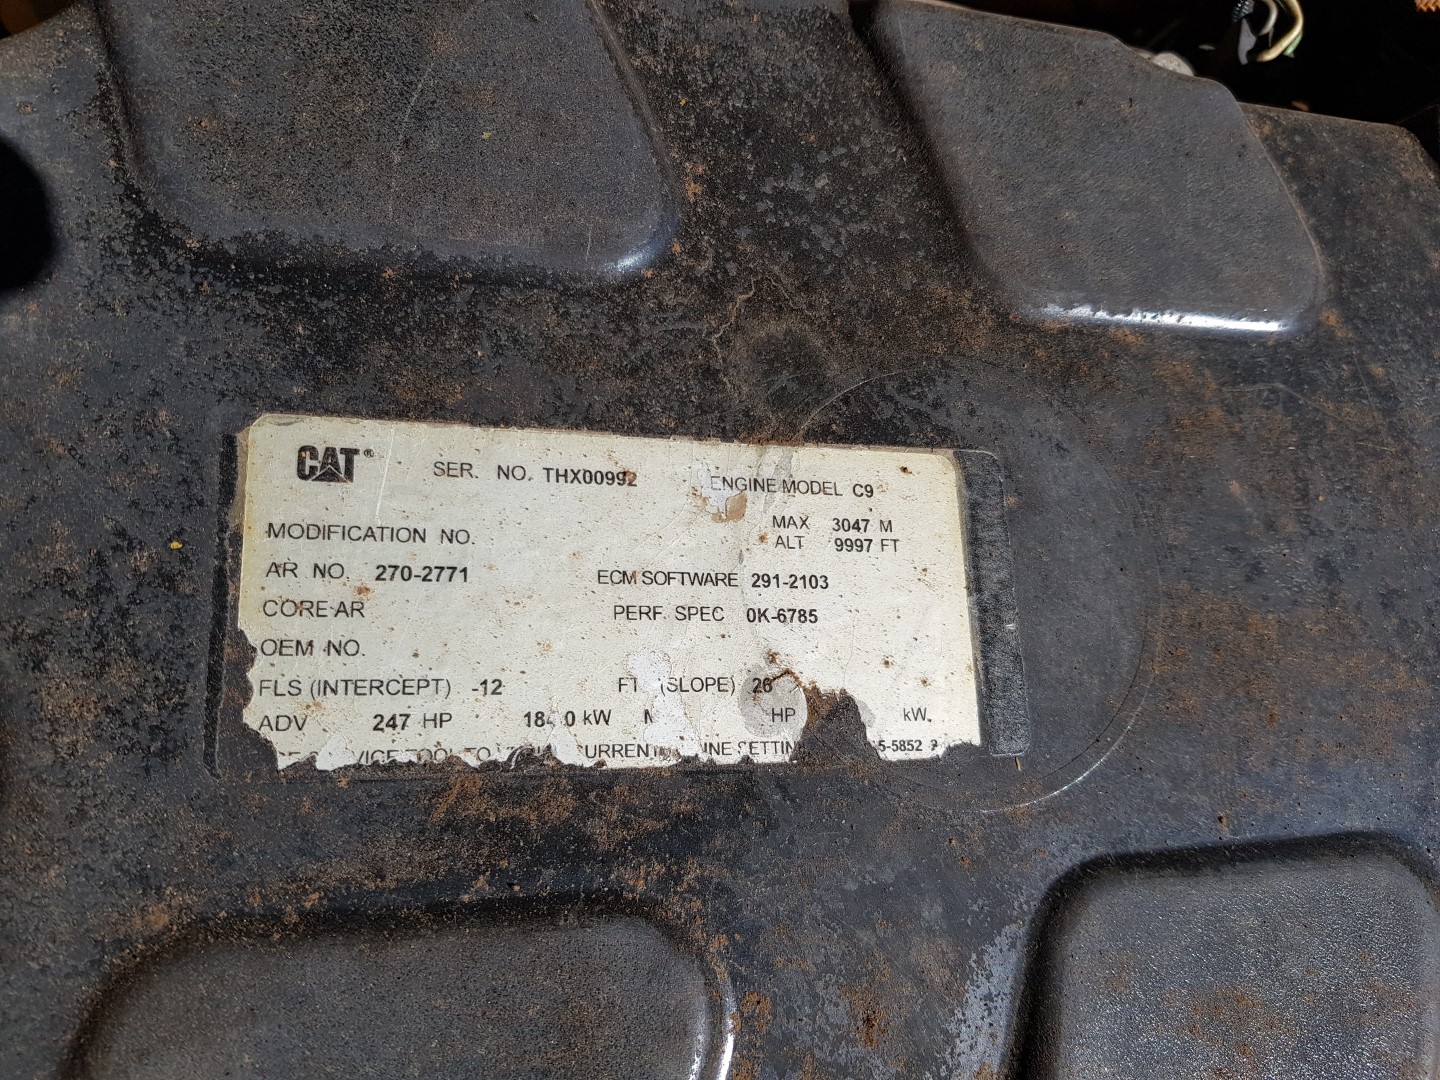 CAT® SER. NO. THX00992 ENGINE MODEL C9
MODIFICATION NO. MAX 3047 M
ALT 9997 FT
AR NO. 270-2771 ECM SOFTWARE 291-2103
CORE AR PERF. SPEC 0K-6785
OEM NO.
FLS (INTERCEPT) -12 (SLOPE)
ADV 247 HP kW HP kW